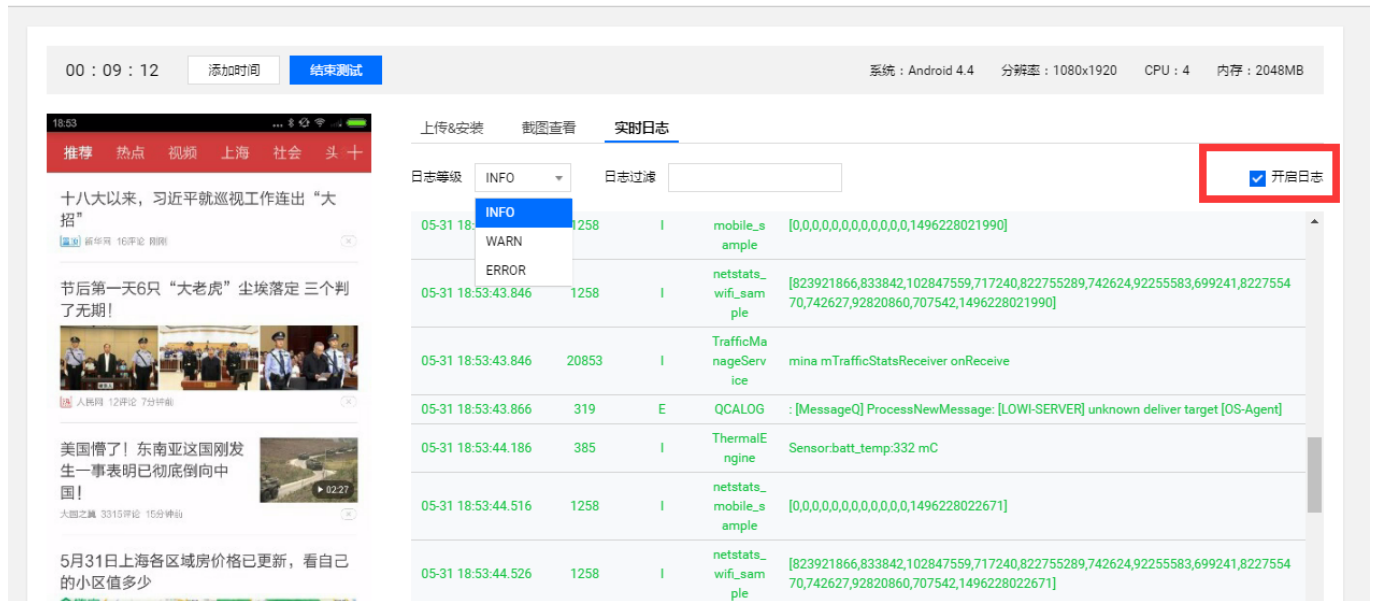 00 : 09 : 12
添加时间
结束测试
系统：Android 4.4 分辨率：1080x1920 CPU：4 内存：2048MB
18:53
推荐 热点 视频 上海 社会 头
十八大以来，习近平就巡视工作连出“大
招”
新华网 16评论 刚刚
节后第一天6只“大老虎”尘埃落定 三个判
了无期！
人民网 12评论 7分钟前
美国懵了！东南亚这国刚发
生一事表明已彻底倒向中
国！
02:27
大国之翼 3315评论 15分钟前
5月31日上海各区域房价格已更新，看自己
的小区值多少
上传&安装 截图查看 实时日志
日志等级 INFO 日志过滤 开启日志
INFO
WARN
ERROR
05-31 18: 1258 I mobile_s [0,0,0,0,0,0,0,0,0,0,0,0,1496228021990]
ample
netstats_
05-31 18:53:43.846 1258 I wifi_sam [823921866,833842,102847559,717240,822755289,742624,92255583,699241,8227554
ple 70,742627,92820860,707542,1496228021990]
TrafficMa
05-31 18:53:43.846 20853 I nageServ mina mTrafficStatsReceiver onReceive
ice
05-31 18:53:43.866 319 E QCALOG : [MessageQ] ProcessNewMessage: [LOWI-SERVER] unknown deliver target [OS-Agent]
05-31 18:53:44.186 385 I ThermalE Sensor:batt_temp:332 mC
ngine
netstats_
05-31 18:53:44.516 1258 I mobile_s [0,0,0,0,0,0,0,0,0,0,0,0,1496228022671]
ample
netstats_
05-31 18:53:44.526 1258 I wifi_sam [823921866,833842,102847559,717240,822755289,742624,92255583,699241,8227554
ple 70,742627,92820860,707542,1496228022671]